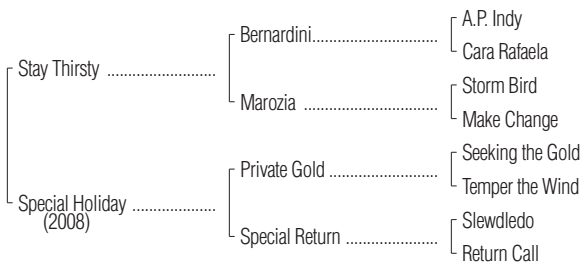 A.P. Indy
Bernardini
Cara Rafaela
Stay Thirsty
Storm Bird
Marozia
Make Change
Seeking the Gold
Private Gold
Temper the Wind
Special Holiday
(2008)
Slewdledo
Special Return
Return Call